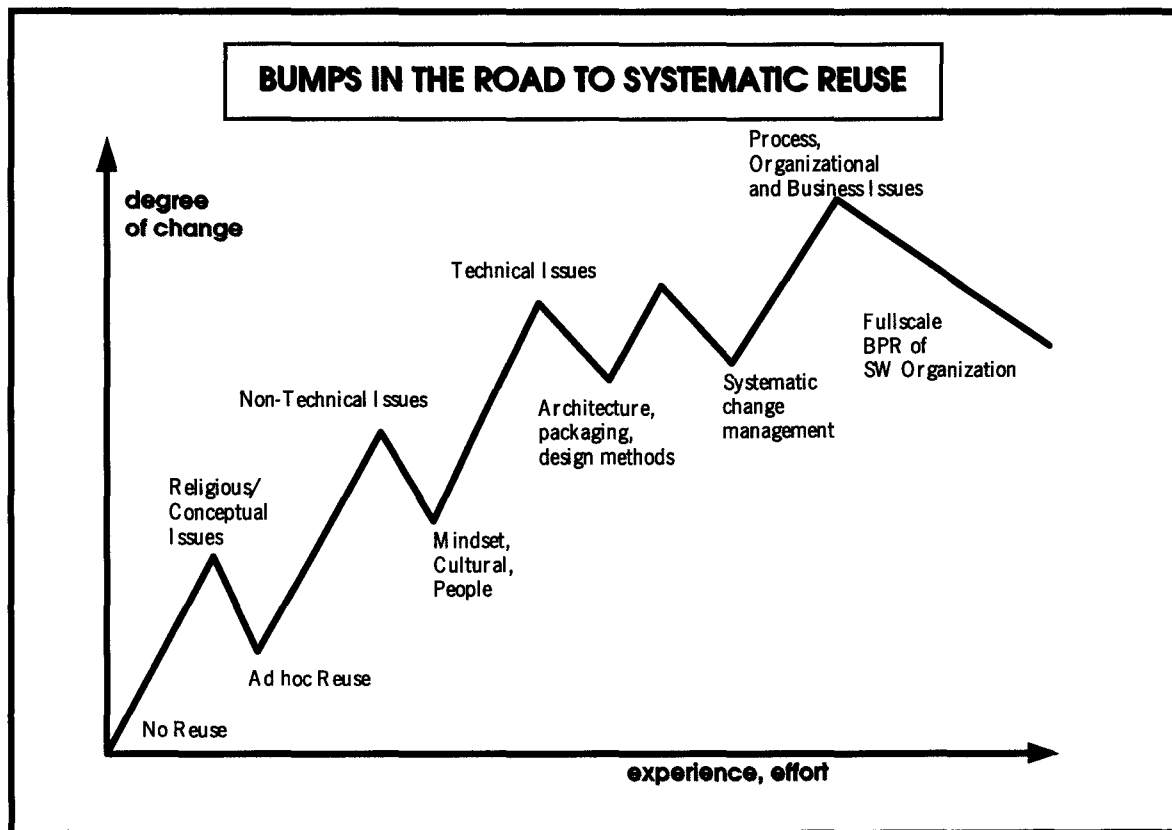 BUMPS IN THE ROAD TO SYSTEMATIC REUSE
degree
of change
Process,
Organizational
and Business Issues
Technical Issues
Fullscale
BPR of
SW Organization
Non-Technical Issues
Systematic
change
management
Architecture,
packaging,
design methods
Religious/
Conceptual
Issues
Mindset,
Cultural,
People
Ad hoc Reuse
No Reuse
experience, effort